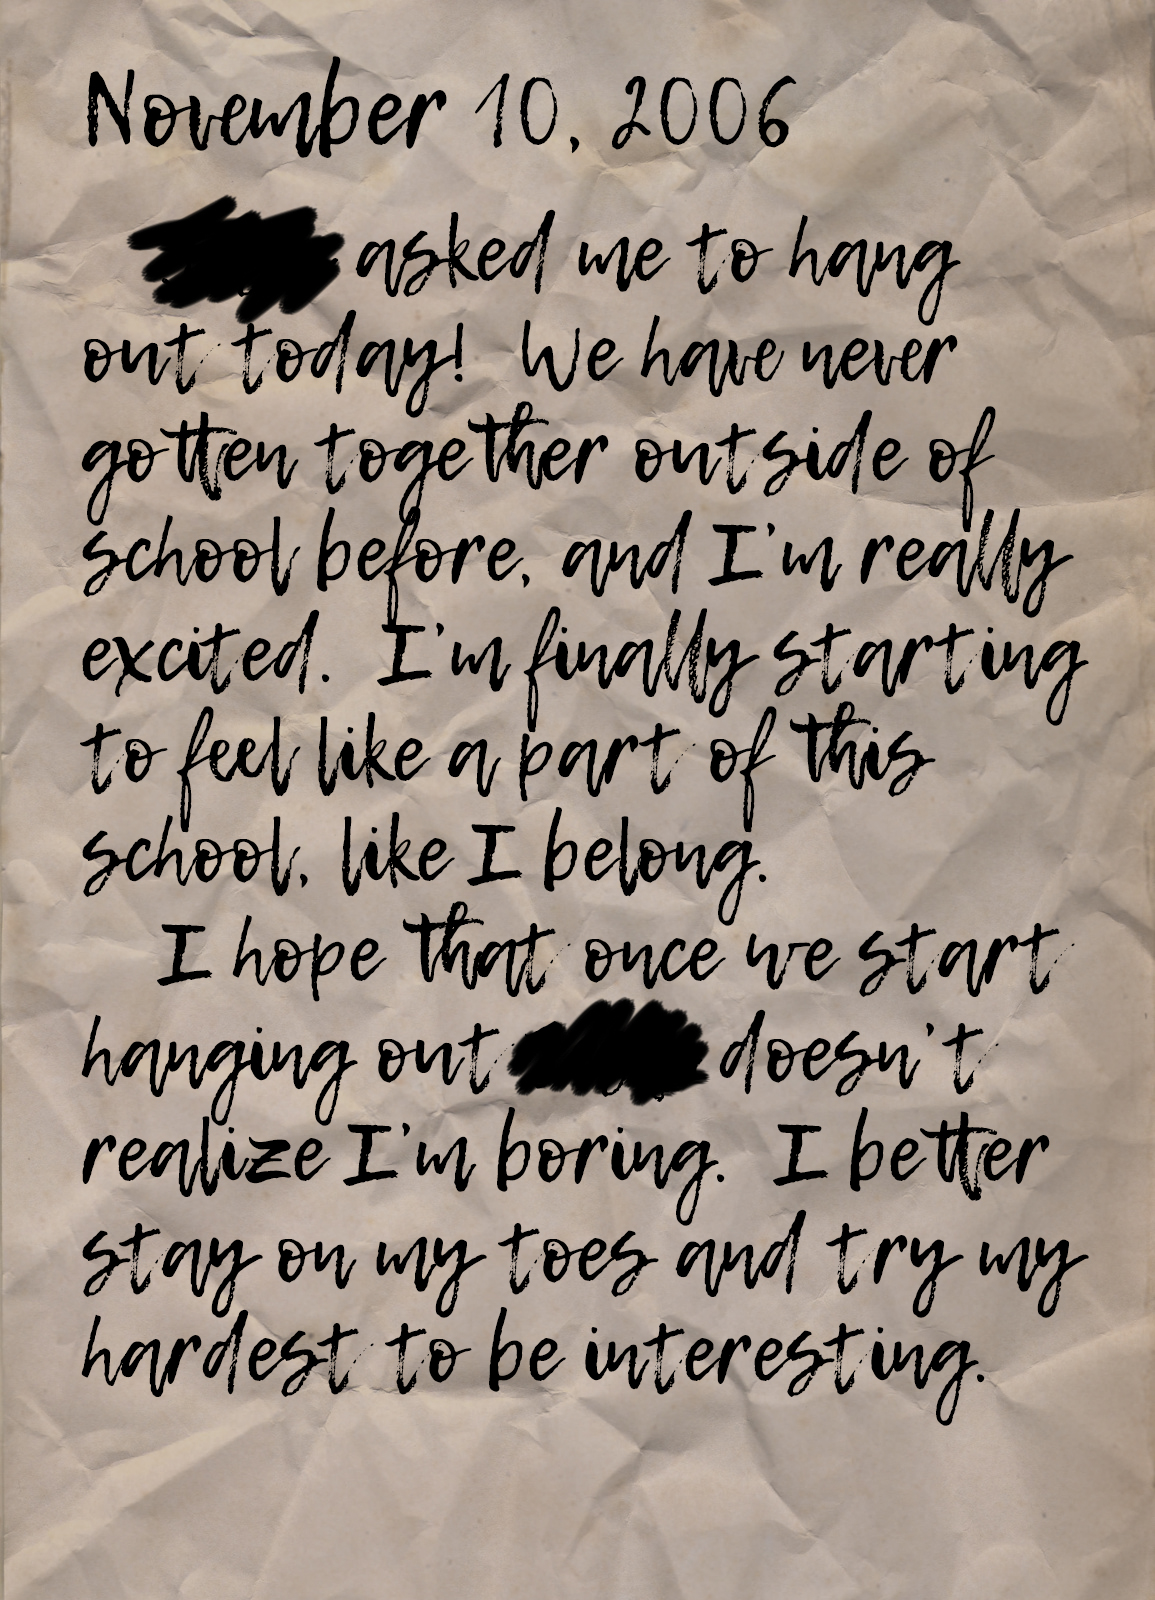 November 10, 2006
asked me to hang
out today! We have never
gotten together outside of
school before, and I'm really
excited. I'm finally starting
to feel like a part of this
school, like I belong.
I hope that once we start
hanging out doesn't
realize I'm boring. I better
stay on my toes and try my
hardest to be interesting.